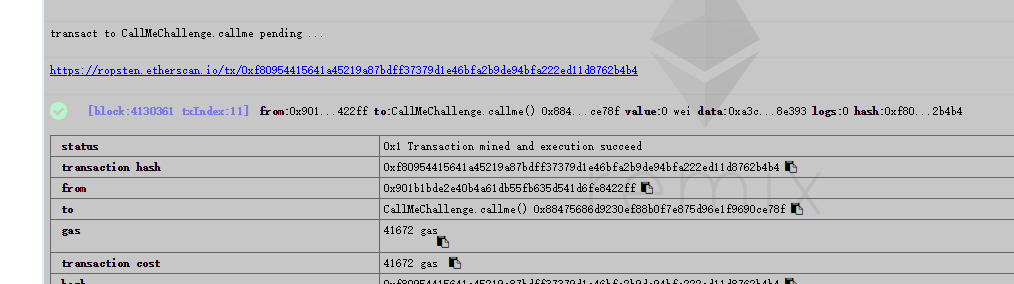 transact to CallMeChallenge.callme pending ...
https://ropsten.etherscan.io/tx/0xf80954415641a45219a87bdff37379d1e46bfa2b9de94bfa222ed11d8762b4b4
[block:4130361 txIndex:11] from:0x901...422ff to:CallMeChallenge.callme() 0x884...ce78f value:0 wei data:0xa3c...8e393 logs:0 hash:0xf80...2b4b4
status 0x1 Transaction mined and execution succeed
transaction hash 0xf80954415641a45219a87bdff37379d1e46bfa2b9de94bfa222ed11d8762b4b4
from 0x901b1bde2e40b4a61db55fb635d541d6fe8422ff
to CallMeChallenge.callme() 0x88475686d9230ef88b0f7e875d96e1f9690ce78f
gas 41672 gas
transaction cost 41672 gas
hash 0xf80954415641a45219a87bdff37379d1e46bfa2b9de94bfa222ed11d8762b4b4
remix